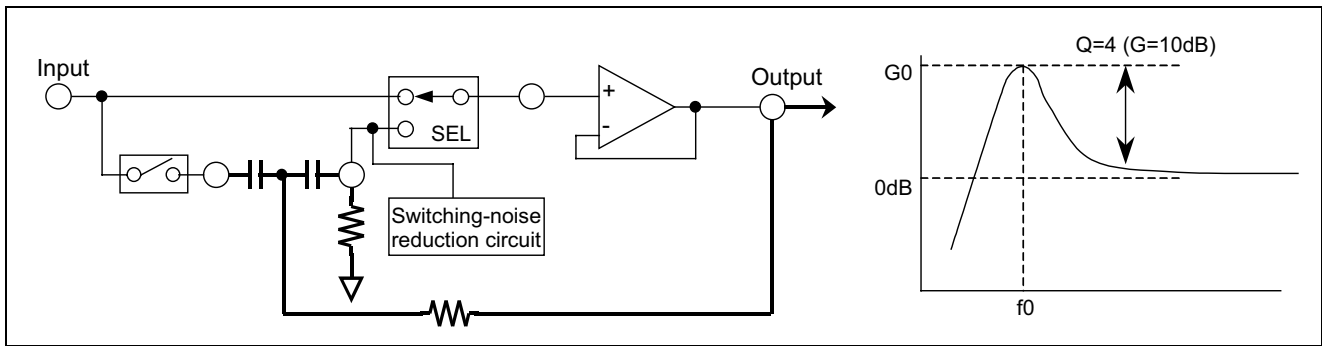 Input
SEL
+
-
Output
Switching-noise
reduction circuit
Q=4 (G=10dB)
G0
0dB
f0